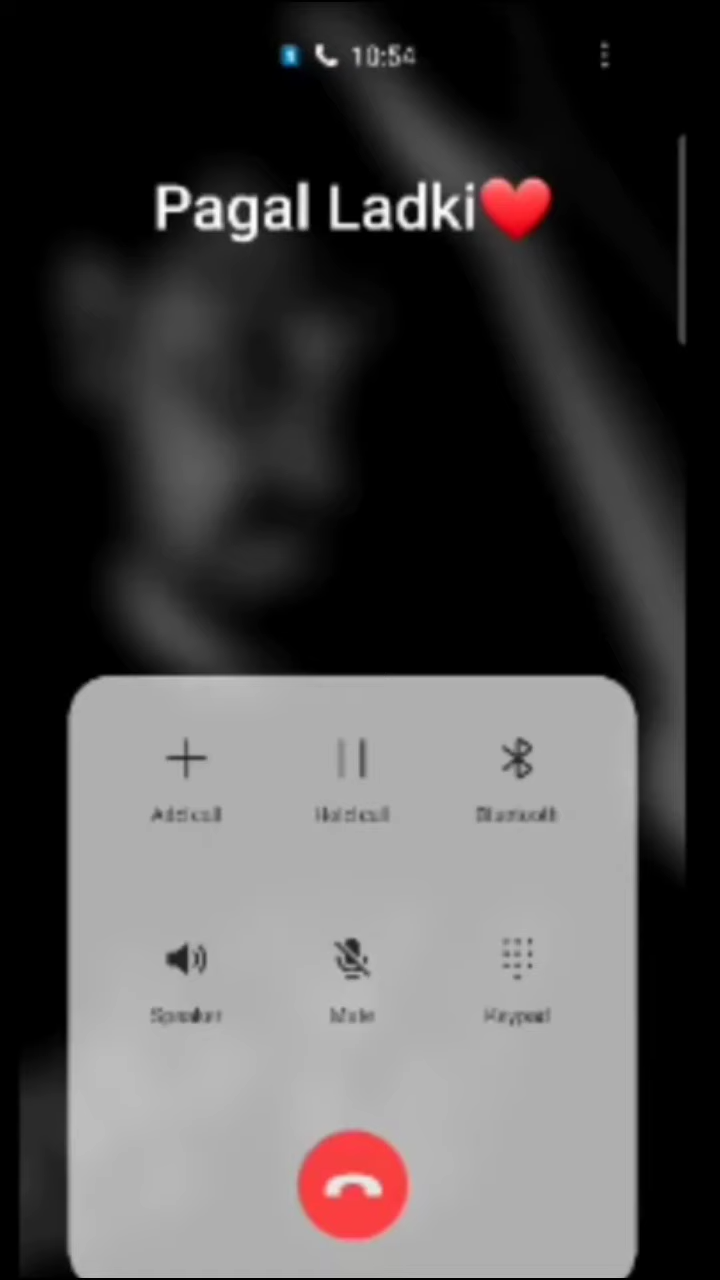 10:54
Pagal Ladki❤️
Add call
Hold call
Bluetooth
Speaker
Mute
Keypad